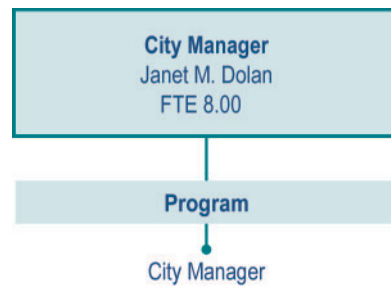 City Manager
Janet M. Dolan
FTE 8.00
Program
City Manager